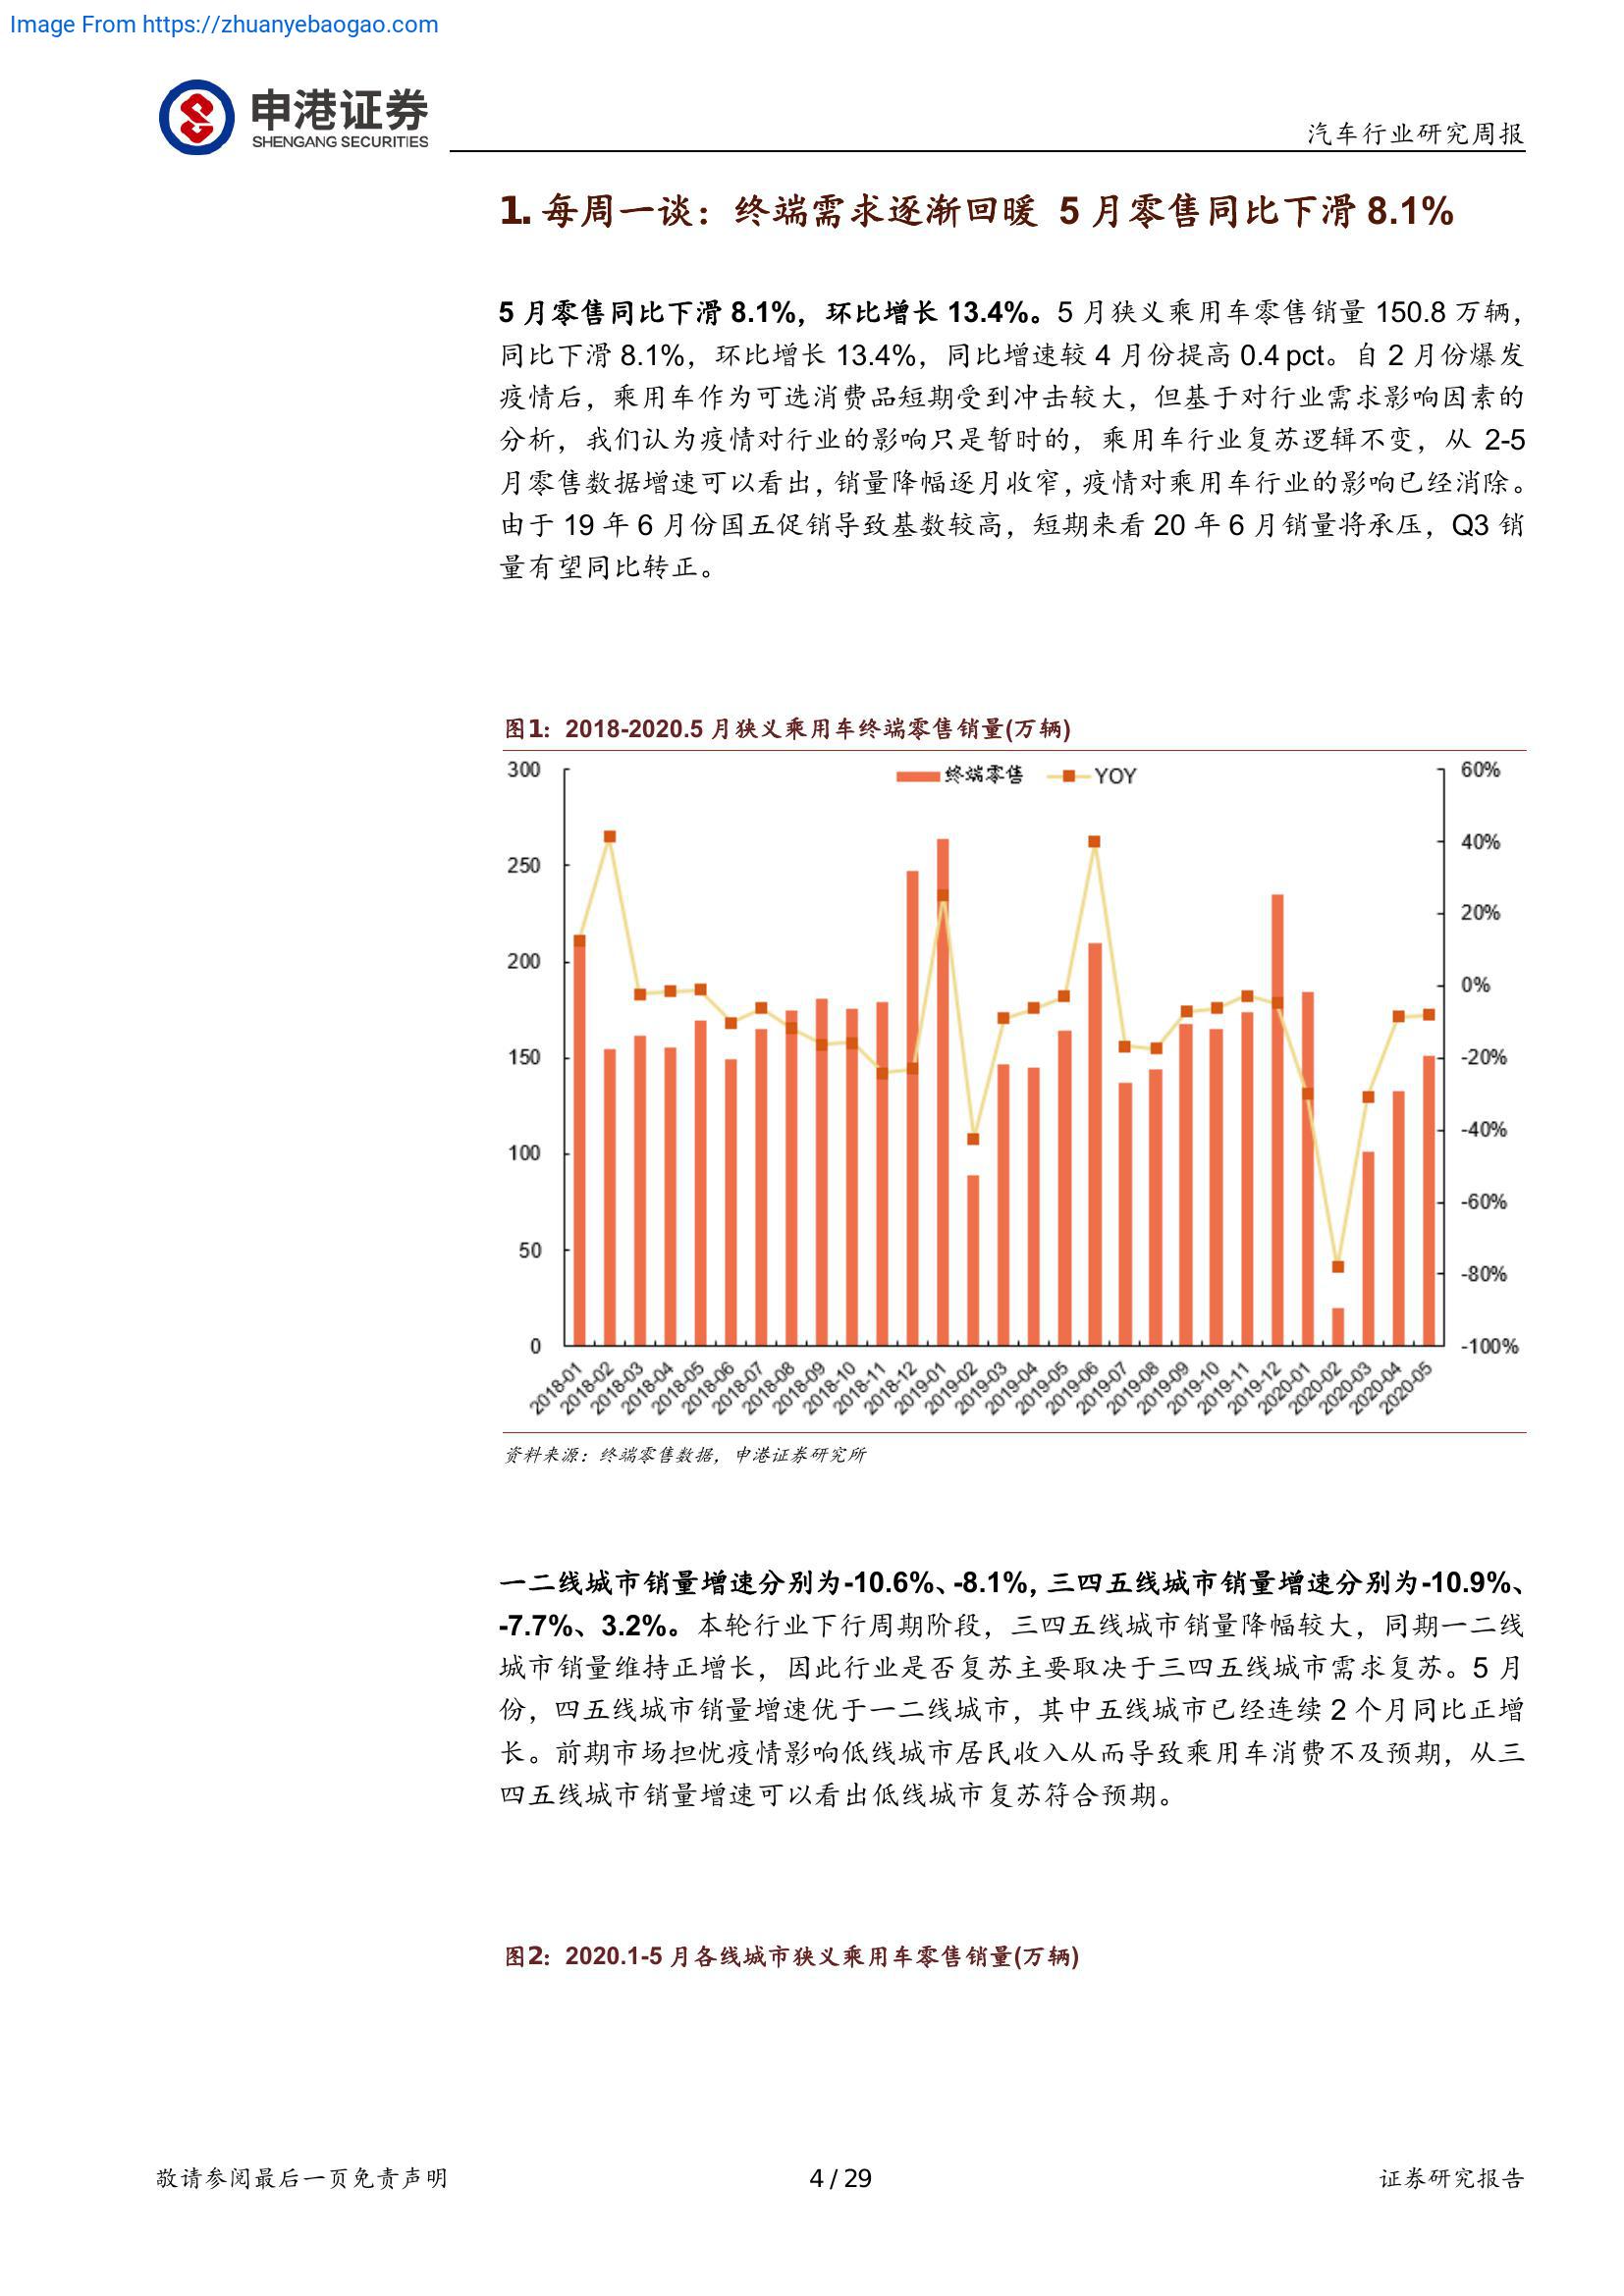 Image From https://zhuanyebaogao.com
申港证券
SHENGANG SECURITIES
汽车行业研究周报
1. 每周一谈：终端需求逐渐回暖 5 月零售同比下滑 8.1%
5 月零售同比下滑 8.1%，环比增长 13.4%。5 月狭义乘用车零售销量 150.8 万辆，
同比下滑 8.1%，环比增长 13.4%，同比增速较 4 月份提高 0.4 pct。自 2 月份爆发
疫情后，乘用车作为可选消费品短期受到冲击较大，但基于对行业需求影响因素的
分析，我们认为疫情对行业的影响只是暂时的，乘用车行业复苏逻辑不变，从 2-5
月零售数据增速可以看出，销量降幅逐月收窄，疫情对乘用车行业的影响已经消除。
由于 19 年 6 月份国五促销导致基数较高，短期来看 20 年 6 月销量将承压，Q3 销
量有望同比转正。
图1：2018-2020.5 月狭义乘用车终端零售销量(万辆)
终端零售 YOY
300
250
200
150
100
50
0
60%
40%
20%
0%
-20%
-40%
-60%
-80%
-100%
2018-01
2018-02
2018-03
2018-04
2018-05
2018-06
2018-07
2018-08
2018-09
2018-10
2018-11
2018-12
2019-01
2019-02
2019-03
2019-04
2019-05
2019-06
2019-07
2019-08
2019-09
2019-10
2019-11
2019-12
2020-01
2020-02
2020-03
2020-04
2020-05
资料来源：终端零售数据，申港证券研究所
一二线城市销量增速分别为-10.6%、-8.1%，三四五线城市销量增速分别为-10.9%、
-7.7%、3.2%。本轮行业下行周期阶段，三四五线城市销量降幅较大，同期一二线
城市销量维持正增长，因此行业是否复苏主要取决于三四五线城市需求复苏。5 月
份，四五线城市销量增速优于一二线城市，其中五线城市已经连续 2 个月同比正增
长。前期市场担忧疫情影响低线城市居民收入从而导致乘用车消费不及预期，从三
四五线城市销量增速可以看出低线城市复苏符合预期。
图2：2020.1-5 月各线城市狭义乘用车零售销量(万辆)
敬请参阅最后一页免责声明
4 / 29
证券研究报告